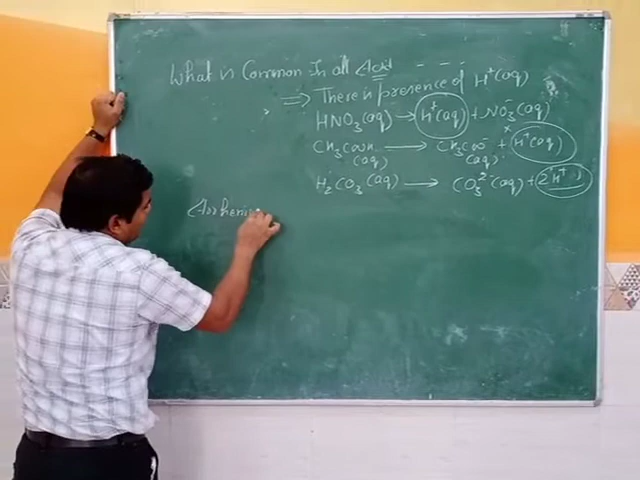 What is Common In all Acid - - - -
⇒ There is presence of H⁺(aq)
HNO₃(aq) → H⁺(aq) + NO₃⁻(aq)
CH₃COOH (aq) → CH₃COO⁻ (aq) + H⁺(aq)
H₂CO₃(aq) → CO₃²⁻(aq) + 2H⁺
Arrheni